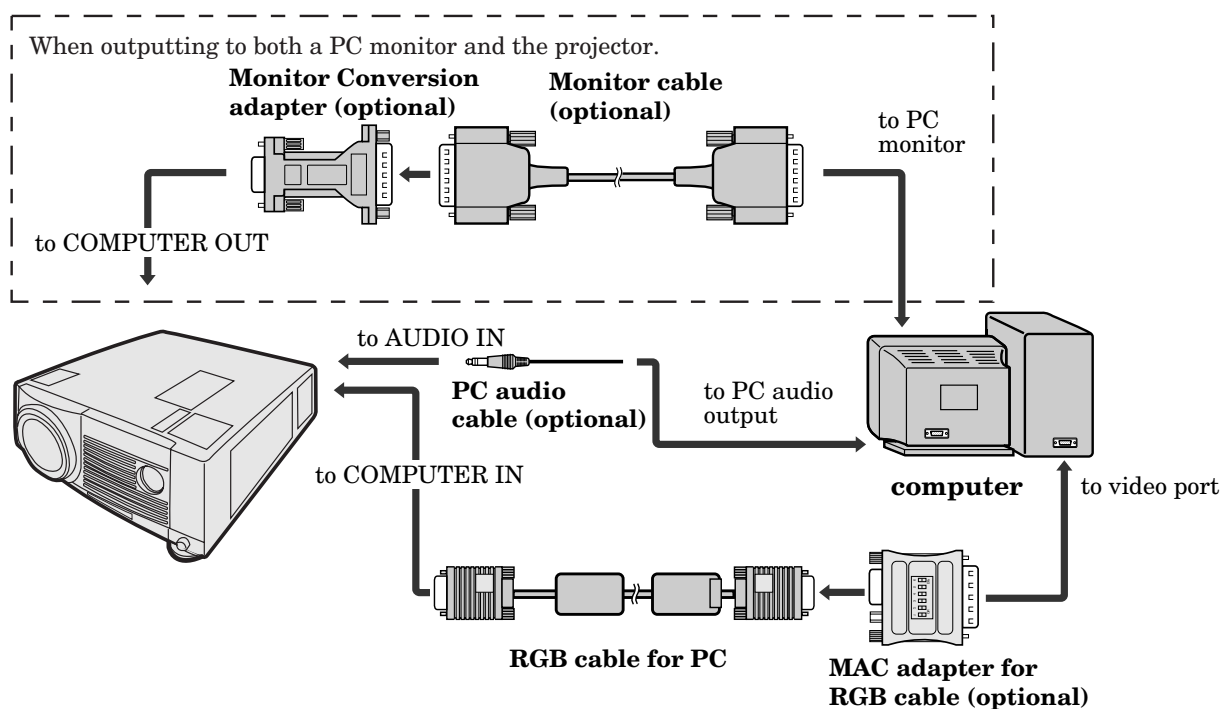 When outputting to both a PC monitor and the projector.
Monitor Conversion
adapter (optional)
Monitor cable
(optional)
to PC
monitor
to COMPUTER OUT
to AUDIO IN
PC audio
cable (optional)
to PC audio
output
to COMPUTER IN
computer
to video port
RGB cable for PC
MAC adapter for
RGB cable (optional)